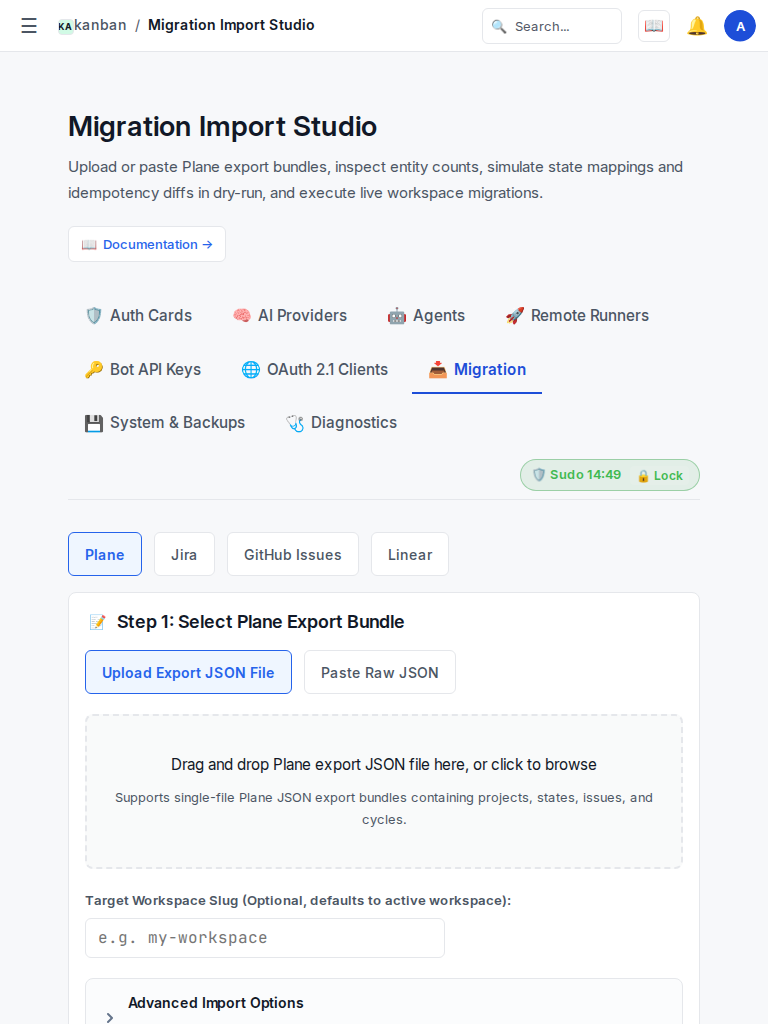 ☰ KA kanban / Migration Import Studio 🔍 Search... 📖 🔔 A
Migration Import Studio
Upload or paste Plane export bundles, inspect entity counts, simulate state mappings and
idempotency diffs in dry-run, and execute live workspace migrations.
📖 Documentation →
🛡️ Auth Cards 🧠 AI Providers 🤖 Agents 🚀 Remote Runners
🔑 Bot API Keys 🌐 OAuth 2.1 Clients 📥 Migration
💾 System & Backups 🩺 Diagnostics
🛡️ Sudo 14:49 🔒 Lock
Plane Jira GitHub Issues Linear
📝 Step 1: Select Plane Export Bundle
Upload Export JSON File Paste Raw JSON
Drag and drop Plane export JSON file here, or click to browse
Supports single-file Plane JSON export bundles containing projects, states, issues, and
cycles.
Target Workspace Slug (Optional, defaults to active workspace):
e.g. my-workspace
Advanced Import Options